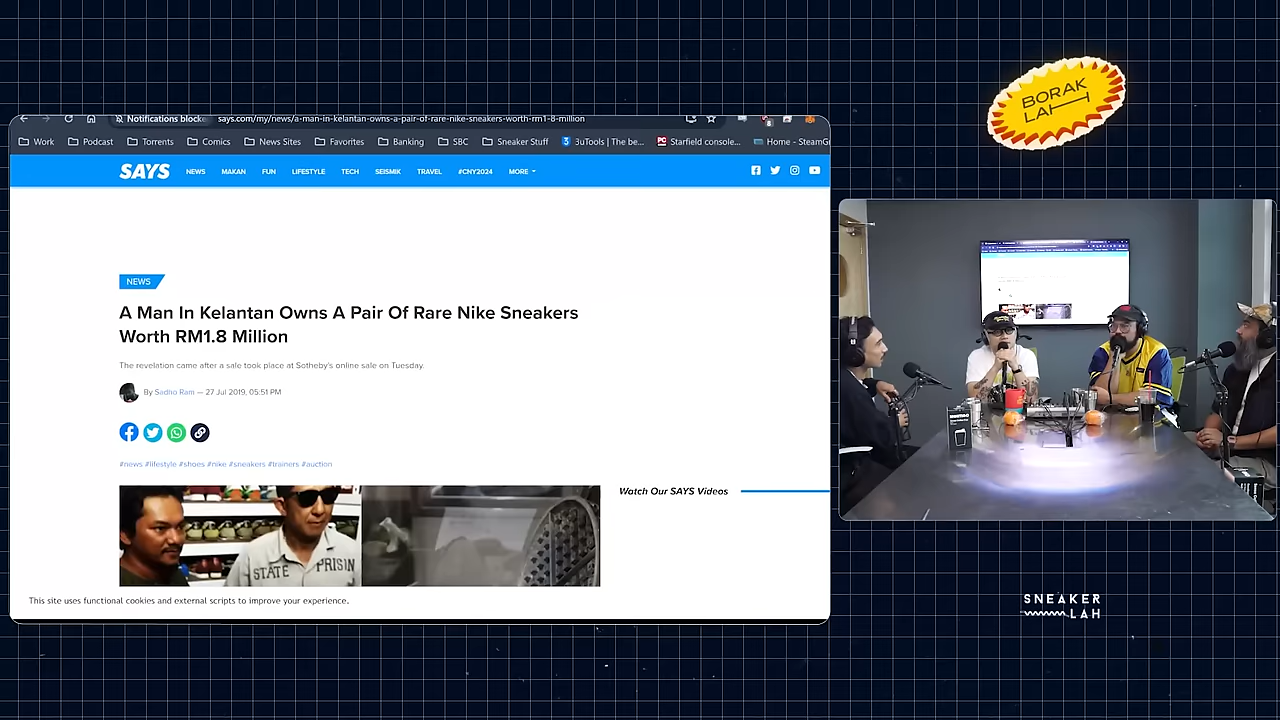 Notifications blocke
says.com/my/news/a-man-in-kelantan-owns-a-pair-of-rare-nike-sneakers-worth-rm1-8-million
Work Podcast Torrents Comics News Sites Favorites Banking SBC Sneaker Stuff 3uTools | The be... Starfield console... Home - SteamGr
SAYS NEWS MAKAN FUN LIFESTYLE TECH SEISMIK TRAVEL #CNY2024 MORE
NEWS
A Man In Kelantan Owns A Pair Of Rare Nike Sneakers
Worth RM1.8 Million
The revelation came after a sale took place at Sotheby's online sale on Tuesday.
By Sadho Ram — 27 Jul 2019, 05:51 PM
#news #lifestyle #shoes #nike #sneakers #trainers #auction
Watch Our SAYS Videos
STATE PRISIN
This site uses functional cookies and external scripts to improve your experience.
BORAK
LAH
SNEAKER
LAH